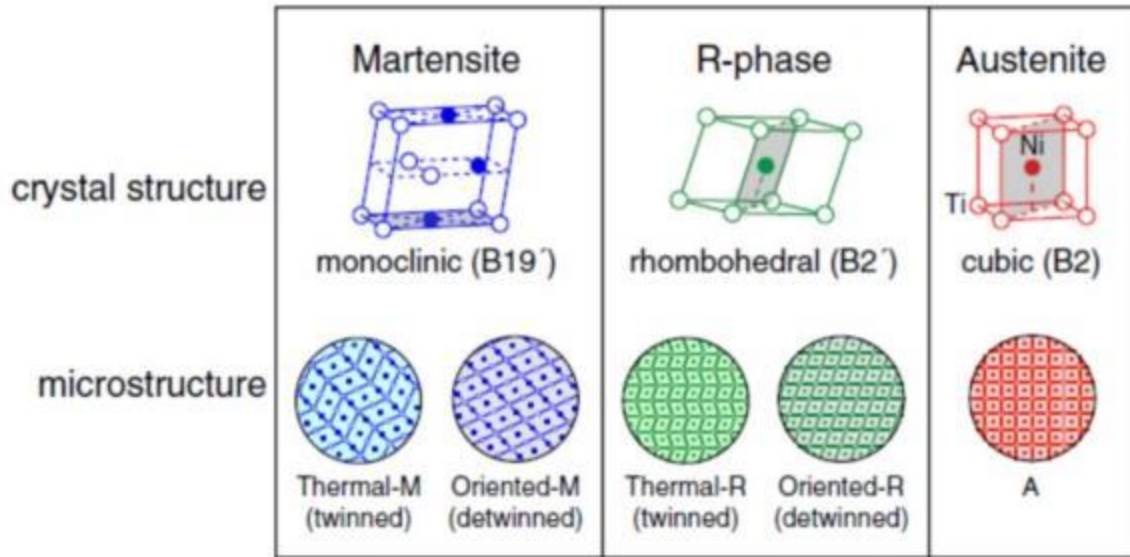 Martensite
R-phase
Austenite
crystal structure
Ni
Ti
monoclinic (B19´)
rhombohedral (B2´)
cubic (B2)
microstructure
Thermal-M
(twinned)
Oriented-M
(detwinned)
Thermal-R
(twinned)
Oriented-R
(detwinned)
A